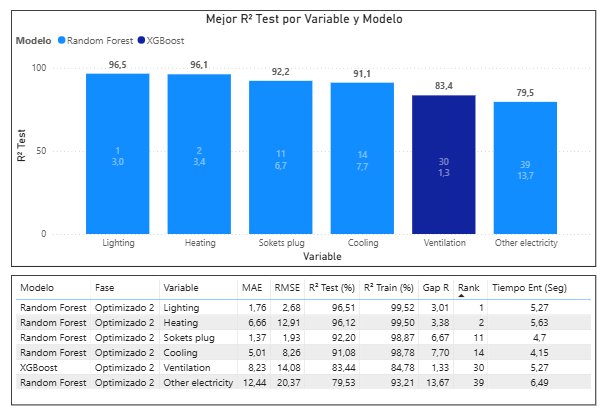 Mejor R² Test por Variable y Modelo
Modelo Random Forest XGBoost
R² Test
100
50
0
96,5 96,1 92,2 91,1 83,4 79,5
1 2 11 14 30 39
3,0 3,4 6,7 7,7 1,3 13,7
Lighting Heating Sokets plug Cooling Ventilation Other electricity
Variable
Modelo Fase Variable MAE RMSE R² Test (%) R² Train (%) Gap R Rank Tiempo Ent (Seg)
Random Forest Optimizado 2 Lighting 1,76 2,68 96,51 99,52 3,01 1 5,27
Random Forest Optimizado 2 Heating 6,66 12,91 96,12 99,50 3,38 2 5,63
Random Forest Optimizado 2 Sokets plug 1,37 1,93 92,20 98,87 6,67 11 4,7
Random Forest Optimizado 2 Cooling 5,01 8,26 91,08 98,78 7,70 14 4,15
XGBoost Optimizado 2 Ventilation 8,23 14,08 83,44 84,78 1,33 30 5,27
Random Forest Optimizado 2 Other electricity 12,44 20,37 79,53 93,21 13,67 39 6,49